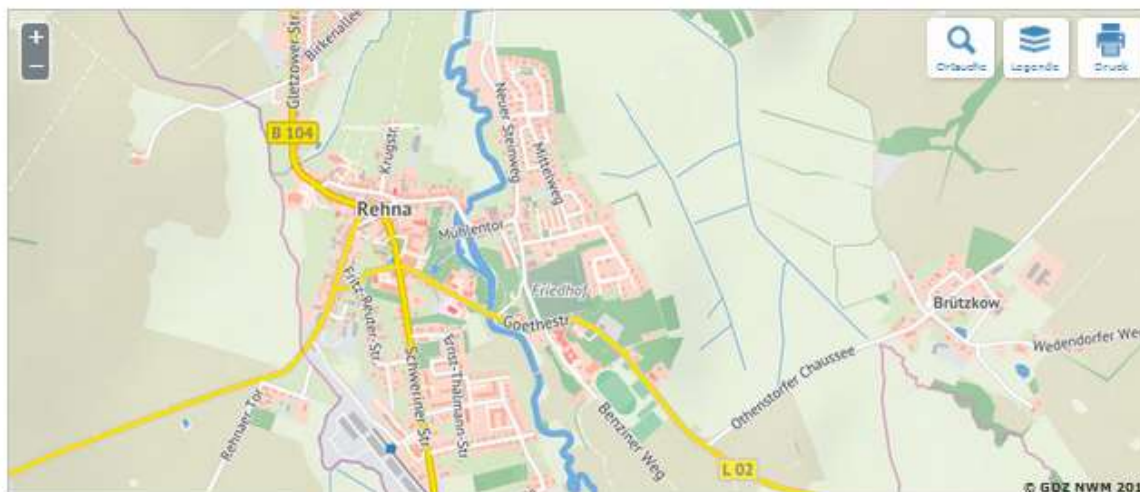 +
−
Gletzower-Str.
Birkenallee
Ortsuche
Legende
Druck
B 104
Krugstr.
Neuer Steinweg
Mittelweg
Rehna
Mühlentor
Fritz-Reuter-Str.
Friedhof
Goethestr.
Brützkow
Wedendorfer We
Othenstorfer Chaussee
Schweriner Str
Ernst-Thälmann-Str
Rehnaer Tor
Benziner Weg
L 02
© GDZ NWM 201